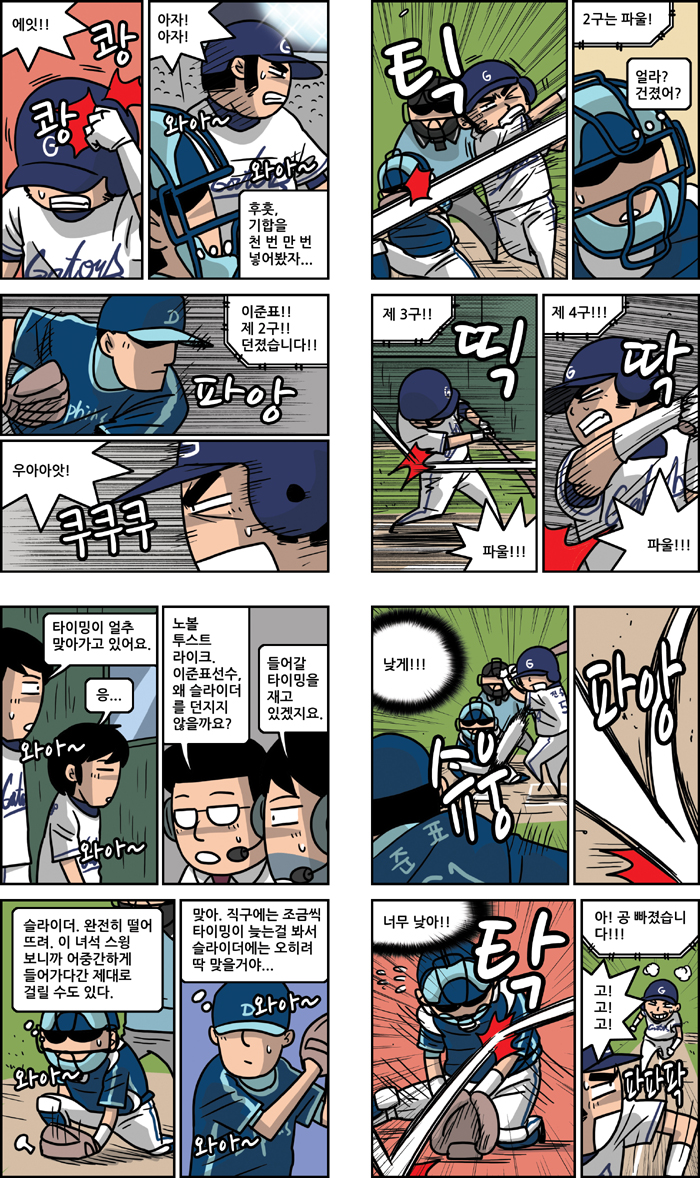 에잇!!
쾅
쾅
G
Gators
아자!
아자!
G
와아~
와아~
Gators
후훗,
기합을
천 번 만 번
넣어봤자...
이준표!!
제 2구!!
던졌습니다!!
D
phins
파앙
우아아앗!
쿠쿠쿠
틱
G
Gators
2구는 파울!
얼라?
건졌어?
제 3구!!
띡
파울!!!
제 4구!!!
G
딱
파울!!!
타이밍이 얼추
맞아가고 있어요.
응...
와아~
와아~
노볼
투스트
라이크.
이준표선수,
왜 슬라이더
를 던지지
않을까요?
들어갈
타이밍을
재고
있겠지요.
슬라이더. 완전히 떨어
뜨려. 이 녀석 스윙
보니까 어중간하게
들어가다간 제대로
걸릴 수도 있다.
와아~
맞아. 직구에는 조금씩
타이밍이 늦는걸 봐서
슬라이더에는 오히려
딱 맞을거야...
D
와아~
와아~
낮게!!!
G
슈웅
준표
파앙
너무 낮아!!
탁
아! 공 빠졌습니
다!!!
고!
고!
고!
G
파파팍